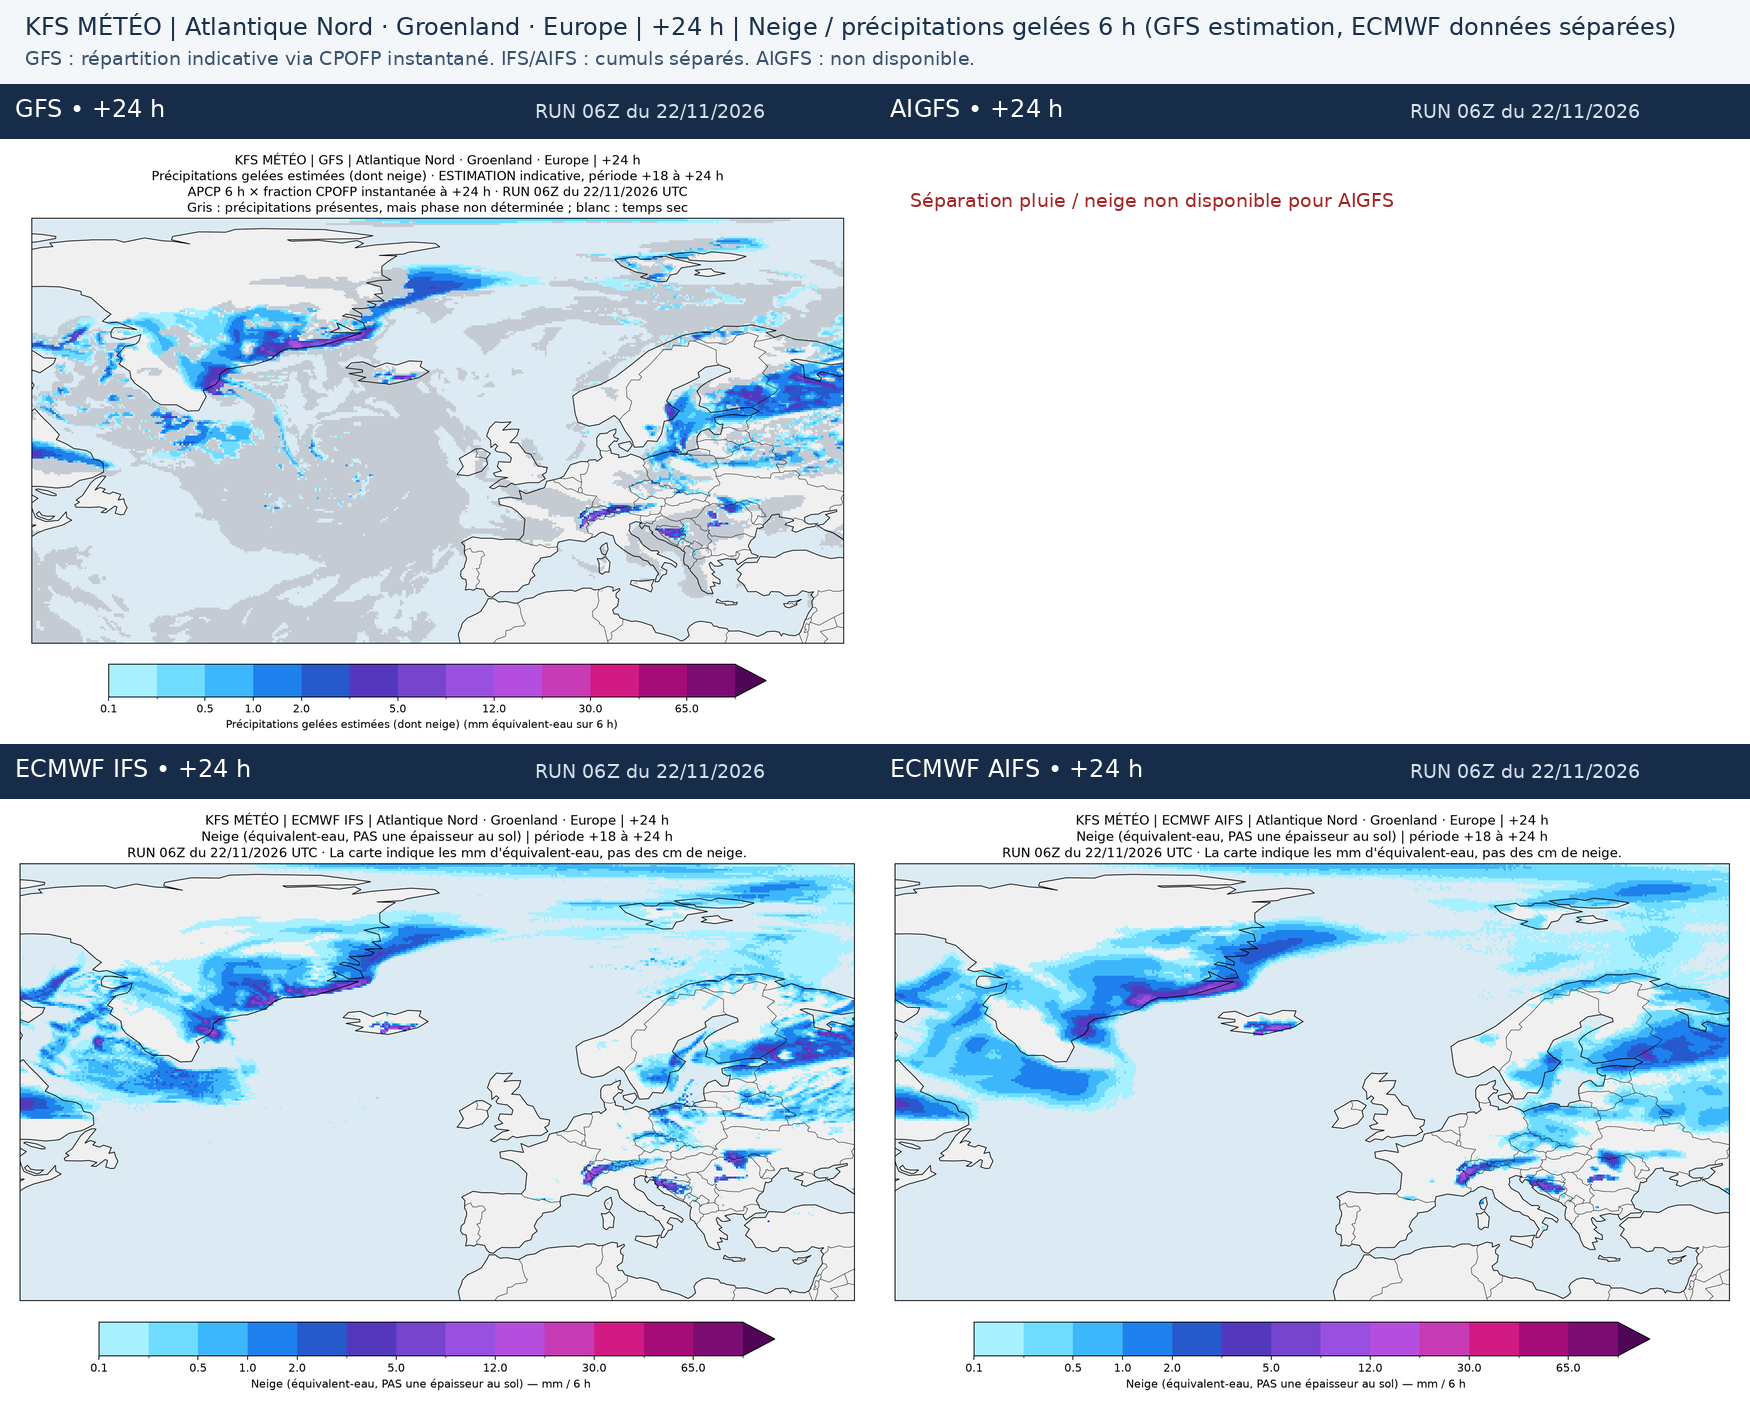 KFS MÉTÉO | Atlantique Nord · Groenland · Europe | +24 h | Neige / précipitations gelées 6 h (GFS estimation, ECMWF données séparées)
GFS : répartition indicative via CPOFP instantané. IFS/AIFS : cumuls séparés. AIGFS : non disponible.
GFS • +24 h
RUN 06Z du 22/11/2026
AIGFS • +24 h
RUN 06Z du 22/11/2026
KFS MÉTÉO | GFS | Atlantique Nord · Groenland · Europe | +24 h
Précipitations gelées estimées (dont neige) · ESTIMATION indicative, période +18 à +24 h
APCP 6 h × fraction CPOFP instantanée à +24 h · RUN 06Z du 22/11/2026 UTC
Gris : précipitations présentes, mais phase non déterminée ; blanc : temps sec
Séparation pluie / neige non disponible pour AIGFS
0.1 0.5 1.0 2.0 5.0 12.0 30.0 65.0
Précipitations gelées estimées (dont neige) (mm équivalent-eau sur 6 h)
ECMWF IFS • +24 h
RUN 06Z du 22/11/2026
ECMWF AIFS • +24 h
RUN 06Z du 22/11/2026
KFS MÉTÉO | ECMWF IFS | Atlantique Nord · Groenland · Europe | +24 h
Neige (équivalent-eau, PAS une épaisseur au sol) | période +18 à +24 h
RUN 06Z du 22/11/2026 UTC · La carte indique les mm d'équivalent-eau, pas des cm de neige.
KFS MÉTÉO | ECMWF AIFS | Atlantique Nord · Groenland · Europe | +24 h
Neige (équivalent-eau, PAS une épaisseur au sol) | période +18 à +24 h
RUN 06Z du 22/11/2026 UTC · La carte indique les mm d'équivalent-eau, pas des cm de neige.
0.1 0.5 1.0 2.0 5.0 12.0 30.0 65.0
Neige (équivalent-eau, PAS une épaisseur au sol) — mm / 6 h
0.1 0.5 1.0 2.0 5.0 12.0 30.0 65.0
Neige (équivalent-eau, PAS une épaisseur au sol) — mm / 6 h